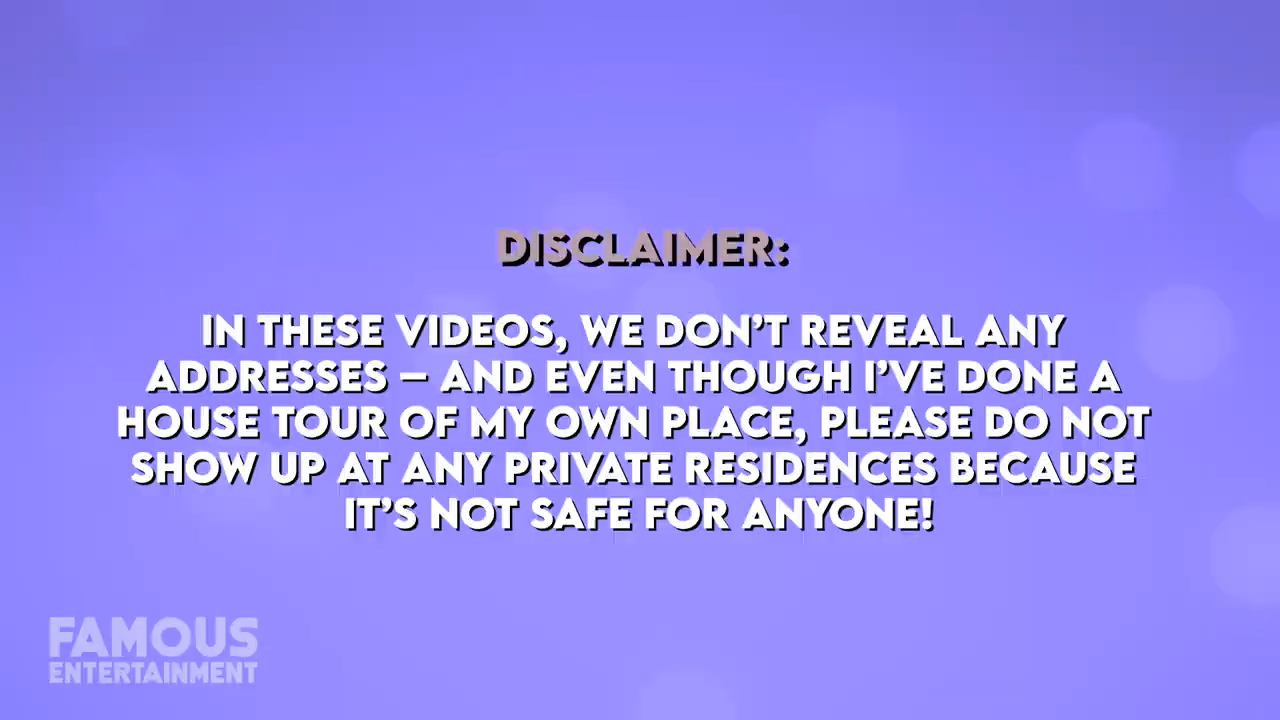 DISCLAIMER:
IN THESE VIDEOS, WE DON'T REVEAL ANY
ADDRESSES – AND EVEN THOUGH I'VE DONE A
HOUSE TOUR OF MY OWN PLACE, PLEASE DO NOT
SHOW UP AT ANY PRIVATE RESIDENCES BECAUSE
IT'S NOT SAFE FOR ANYONE!
FAMOUS
ENTERTAINMENT